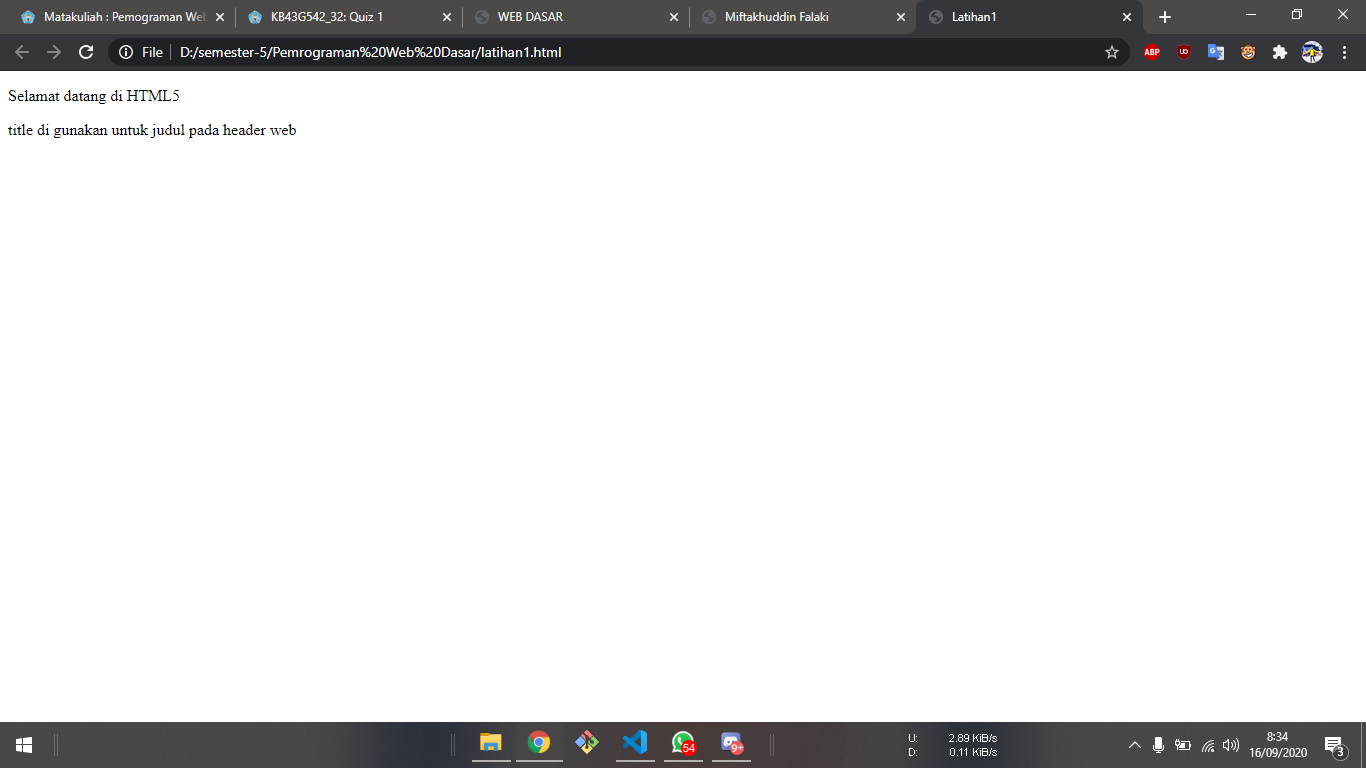 Matakuliah : Pemograman Web
KB43G542_32: Quiz 1
WEB DASAR
Miftakhuddin Falaki
Latihan1
File
D:/semester-5/Pemrograman%20Web%20Dasar/latihan1.html
ABP
UD
Selamat datang di HTML5
title di gunakan untuk judul pada header web
54
9+
U: 2.89 KiB/s
D: 0.11 KiB/s
8:34
16/09/2020
3